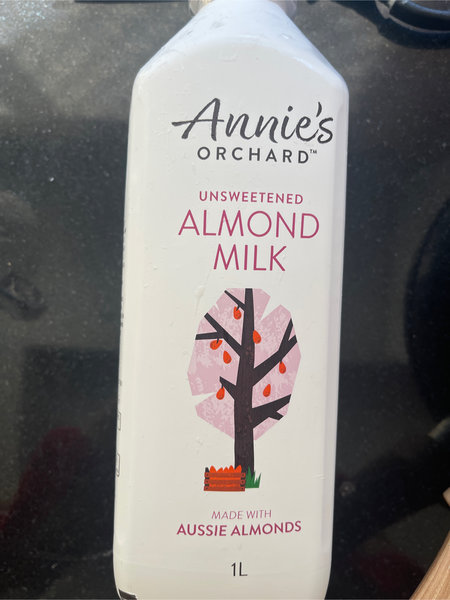 Annie's
ORCHARD™
UNSWEETENED
ALMOND
MILK
MADE WITH
AUSSIE ALMONDS
1L